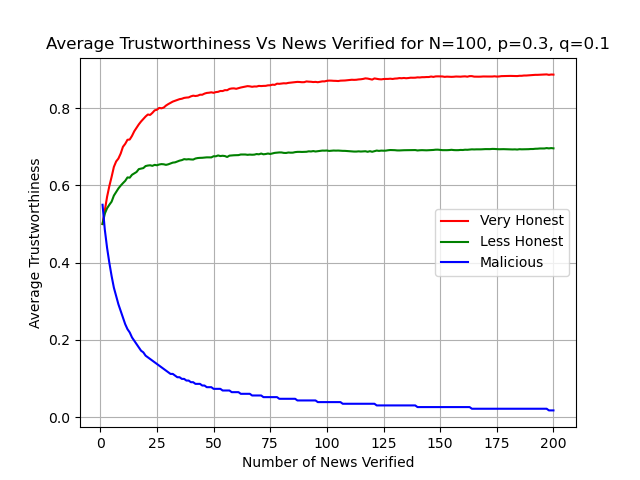 Average Trustworthiness Vs News Verified for N=100, p=0.3, q=0.1
Average Trustworthiness
0.8
0.6
0.4
0.2
0.0
Very Honest
Less Honest
Malicious
0 25 50 75 100 125 150 175 200
Number of News Verified